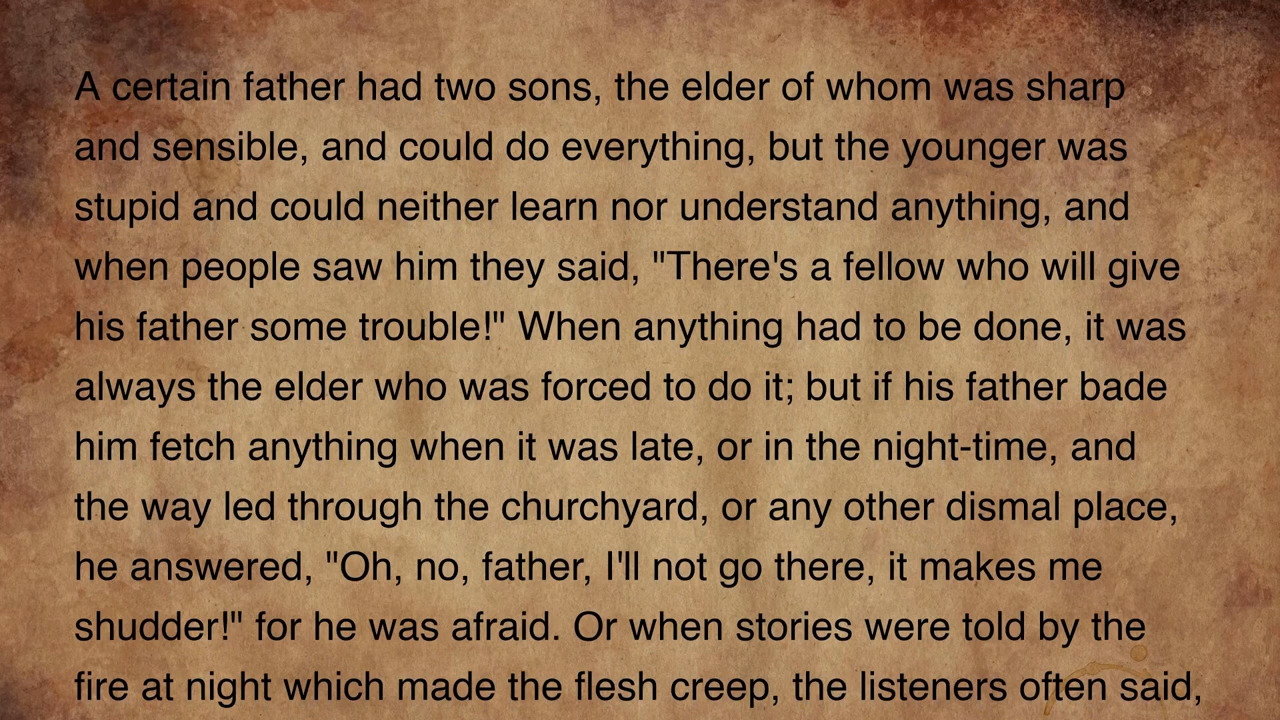 A certain father had two sons, the elder of whom was sharp
and sensible, and could do everything, but the younger was
stupid and could neither learn nor understand anything, and
when people saw him they said, "There's a fellow who will give
his father some trouble!" When anything had to be done, it was
always the elder who was forced to do it; but if his father bade
him fetch anything when it was late, or in the night-time, and
the way led through the churchyard, or any other dismal place,
he answered, "Oh, no, father, I'll not go there, it makes me
shudder!" for he was afraid. Or when stories were told by the
fire at night which made the flesh creep, the listeners often said,